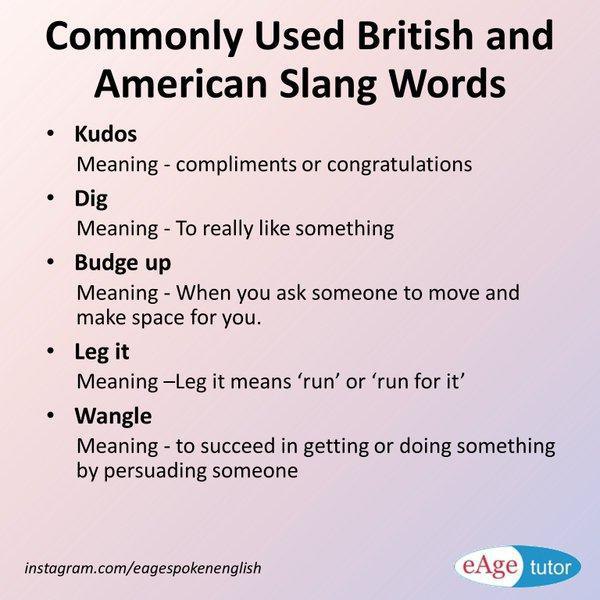 Commonly Used British and
American Slang Words
• Kudos
Meaning - compliments or congratulations
• Dig
Meaning - To really like something
• Budge up
Meaning - When you ask someone to move and
make space for you.
• Leg it
Meaning –Leg it means ‘run’ or ‘run for it’
• Wangle
Meaning - to succeed in getting or doing something
by persuading someone
instagram.com/eagespokenenglish
eAge tutor